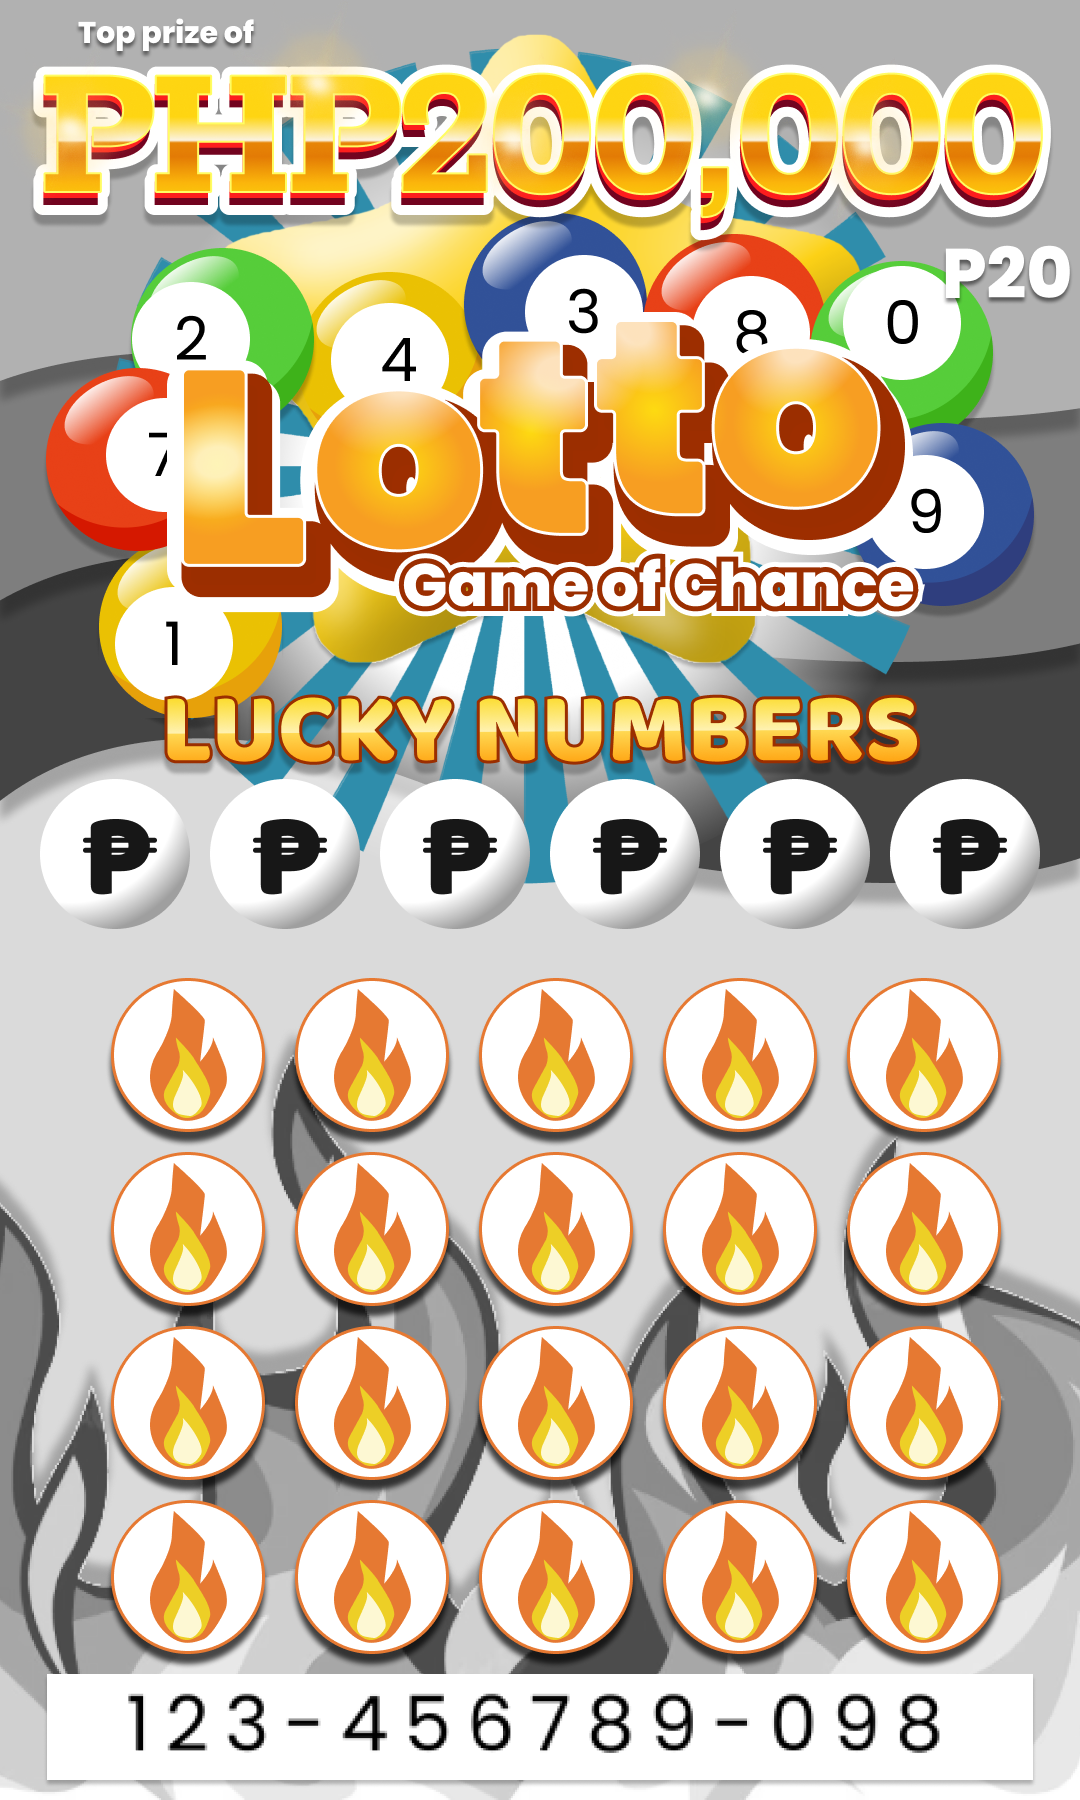 Top prize of
PHP200,000
P20
2
4
3
8
0
7
9
1
Lotto
Game of Chance
LUCKY NUMBERS
₱ ₱ ₱ ₱ ₱ ₱
123-456789-098